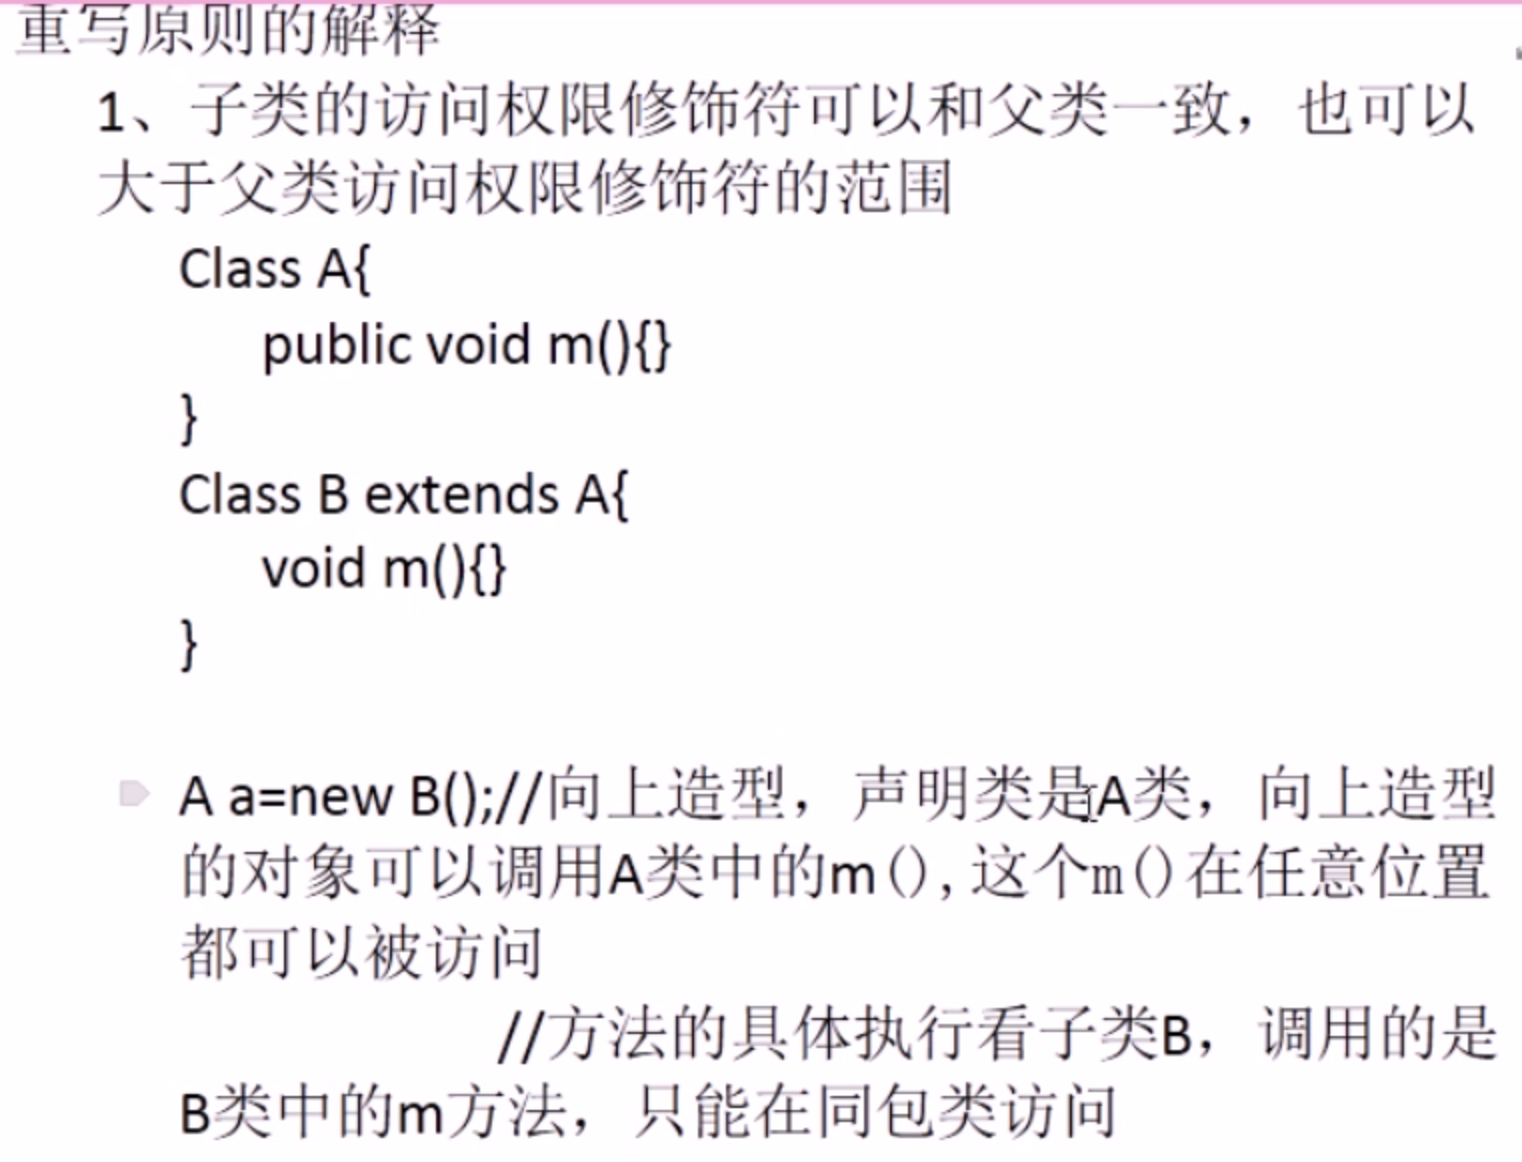 重写原则的解释
1、子类的访问权限修饰符可以和父类一致，也可以
大于父类访问权限修饰符的范围
Class A{
public void m(){}
}
Class B extends A{
void m(){}
}
A a=new B();//向上造型，声明类是A类，向上造型
的对象可以调用A类中的m(),这个m()在任意位置
都可以被访问
//方法的具体执行看子类B，调用的是
B类中的m方法，只能在同包类访问